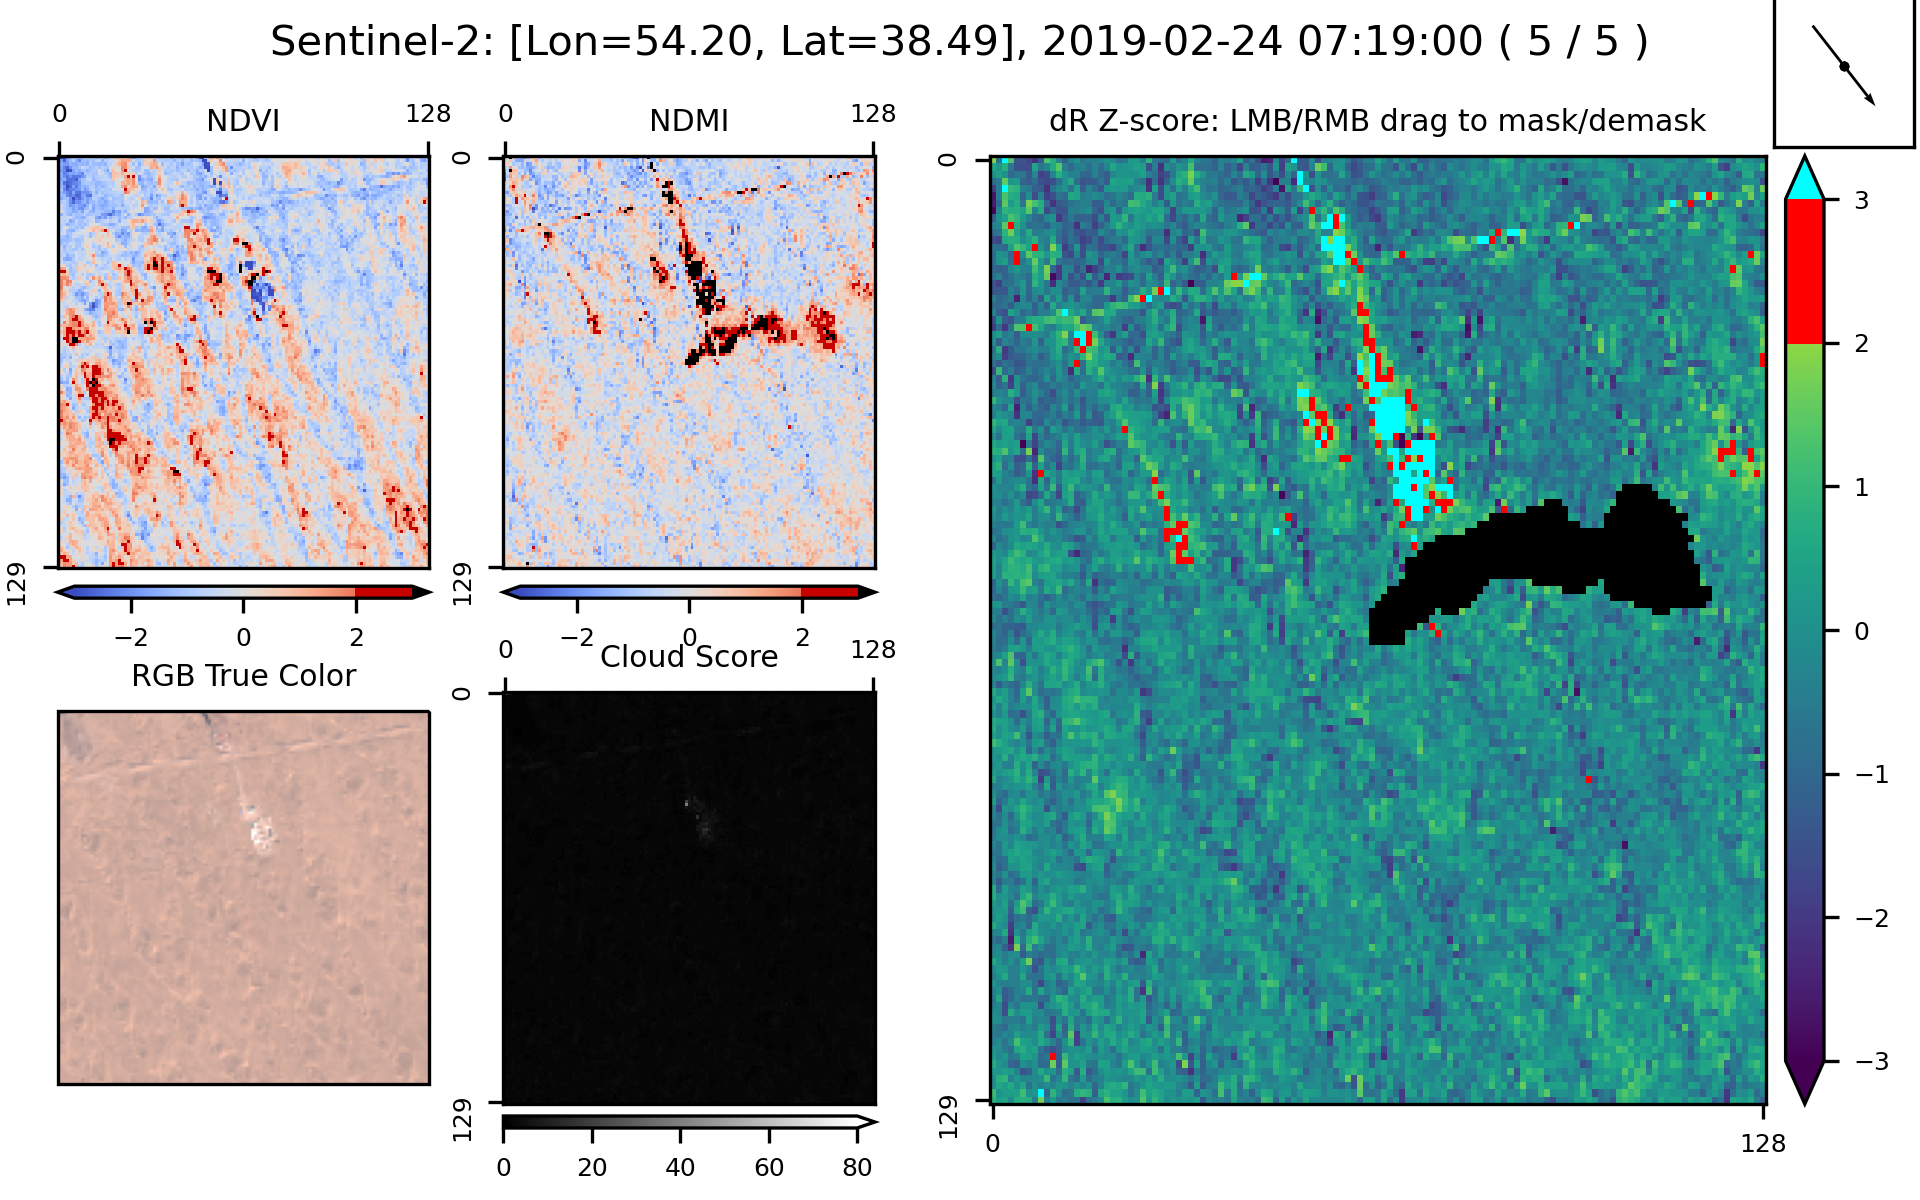 Sentinel-2: [Lon=54.20, Lat=38.49], 2019-02-24 07:19:00 ( 5 / 5 )
0 NDVI 128
0
129
−2 0 2
0 NDMI 128
0
129
−2 0 2
dR Z-score: LMB/RMB drag to mask/demask
0
129
0 128
3
2
1
0
−1
−2
−3
RGB True Color
0 Cloud Score 128
0
129
0 20 40 60 80